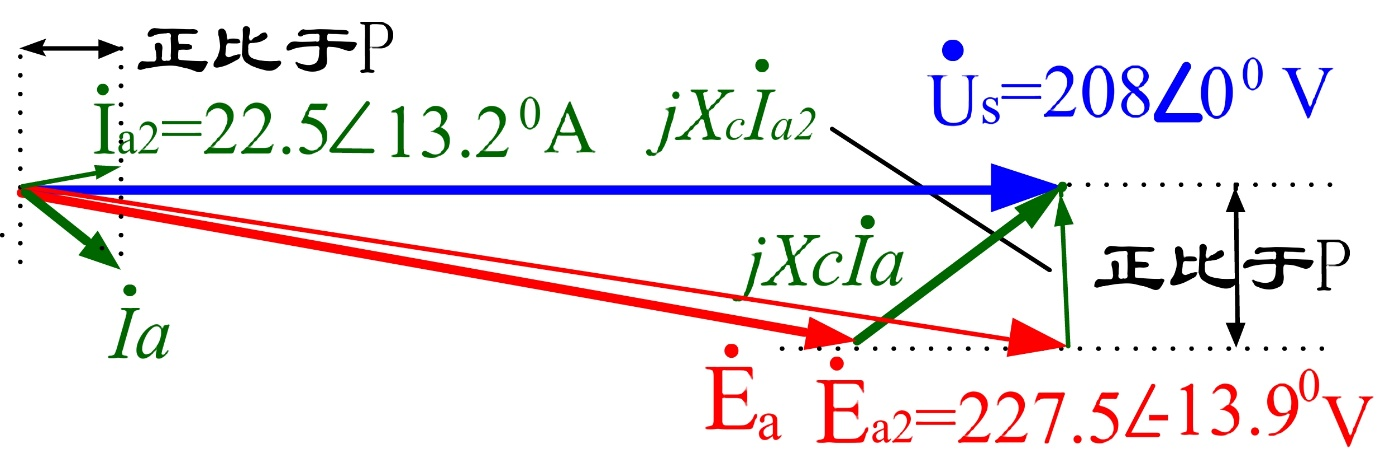 正比于P
U̇s=208∠0⁰ V
İa2=22.5∠13.2⁰A
jXcİa2
jXcİa
正比于P
İa
Ėa
Ėa2=227.5∠-13.9⁰V